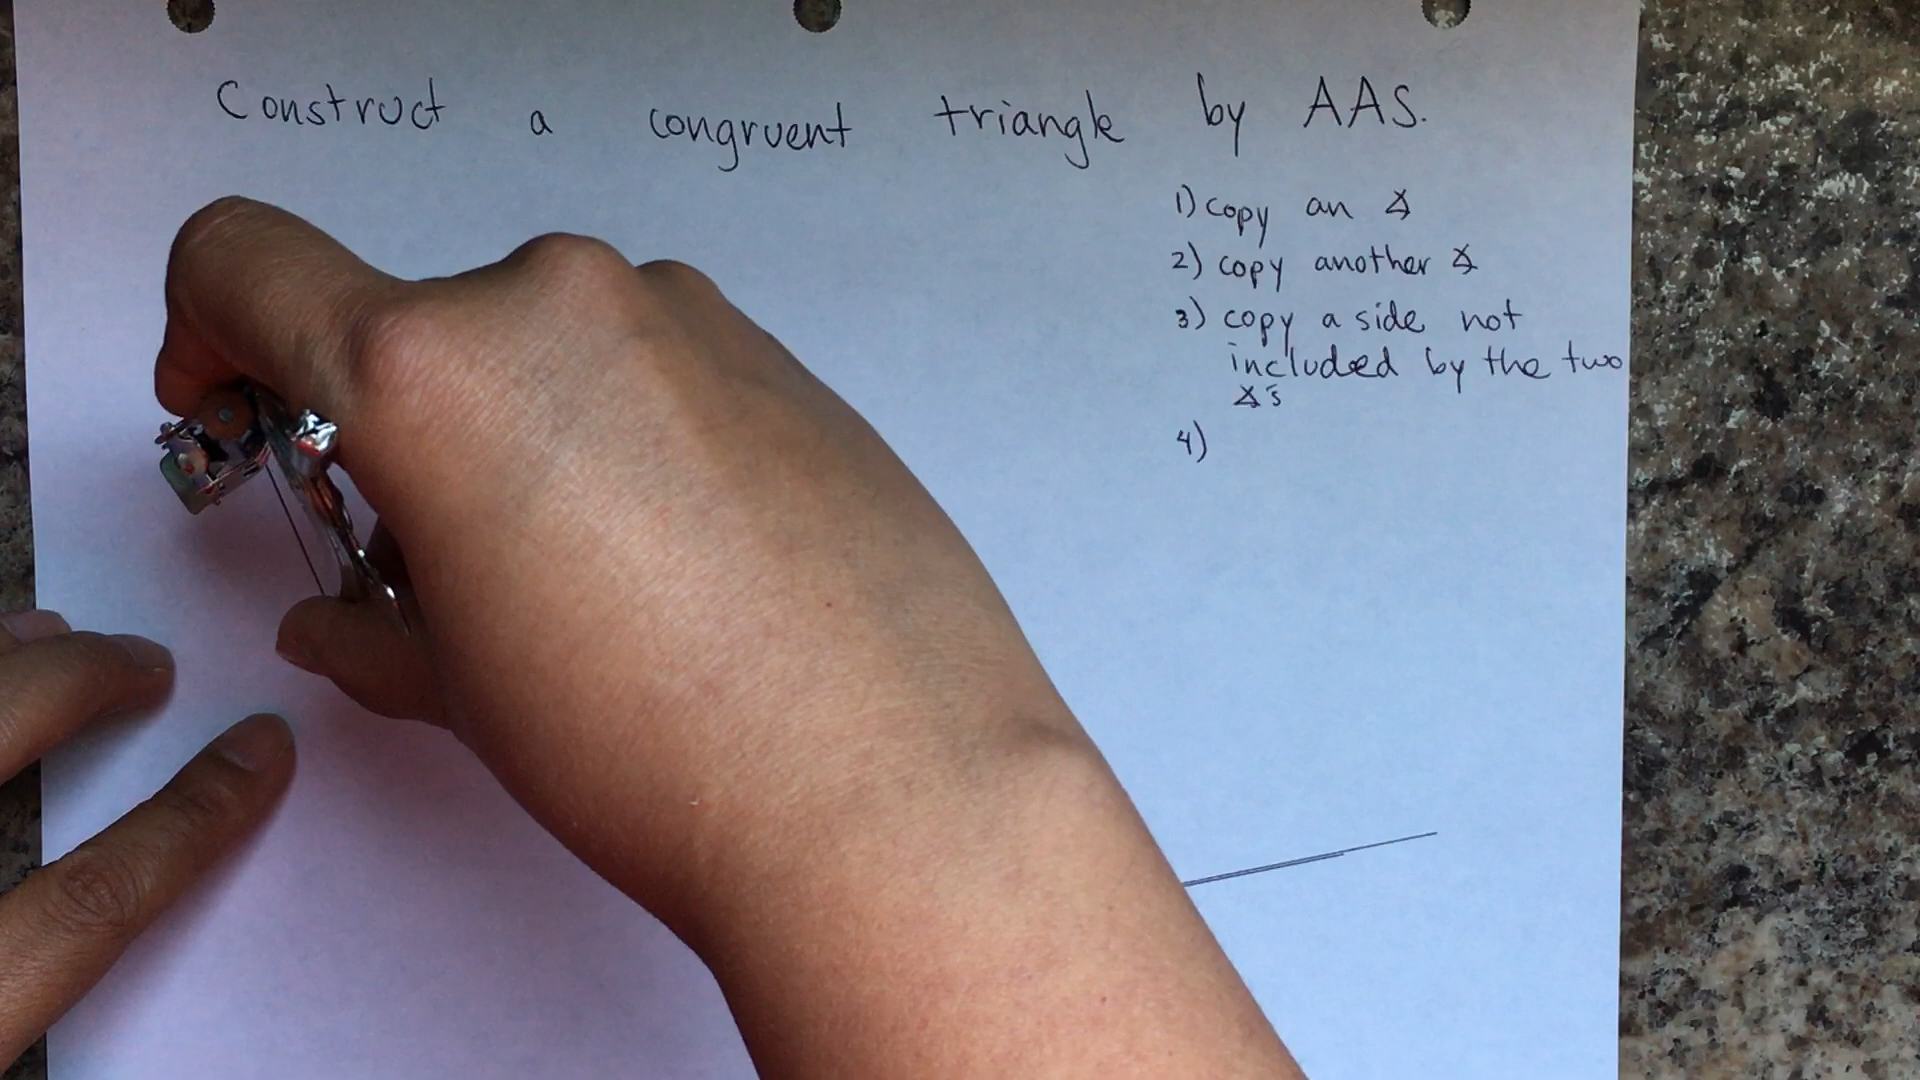 Construct a congruent triangle by AAS.
1) copy an ∡
2) copy another ∡
3) copy a side not
included by the two
∡s
4)